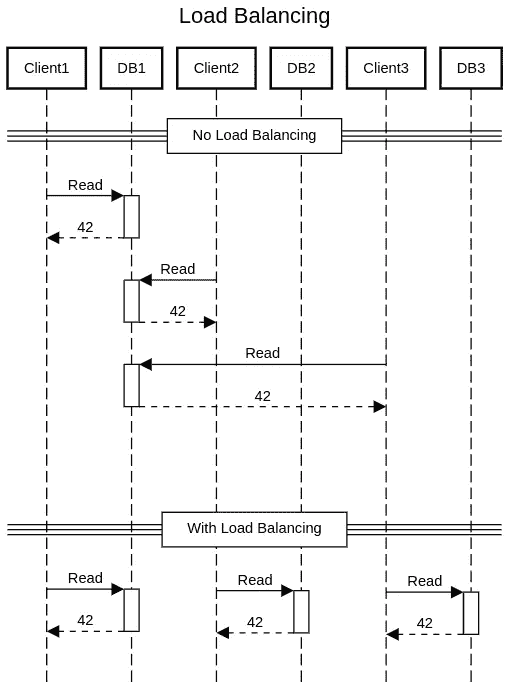 Load Balancing
Client1 DB1 Client2 DB2 Client3 DB3
No Load Balancing
Read
42
Read
42
Read
42
With Load Balancing
Read Read Read
42 42 42